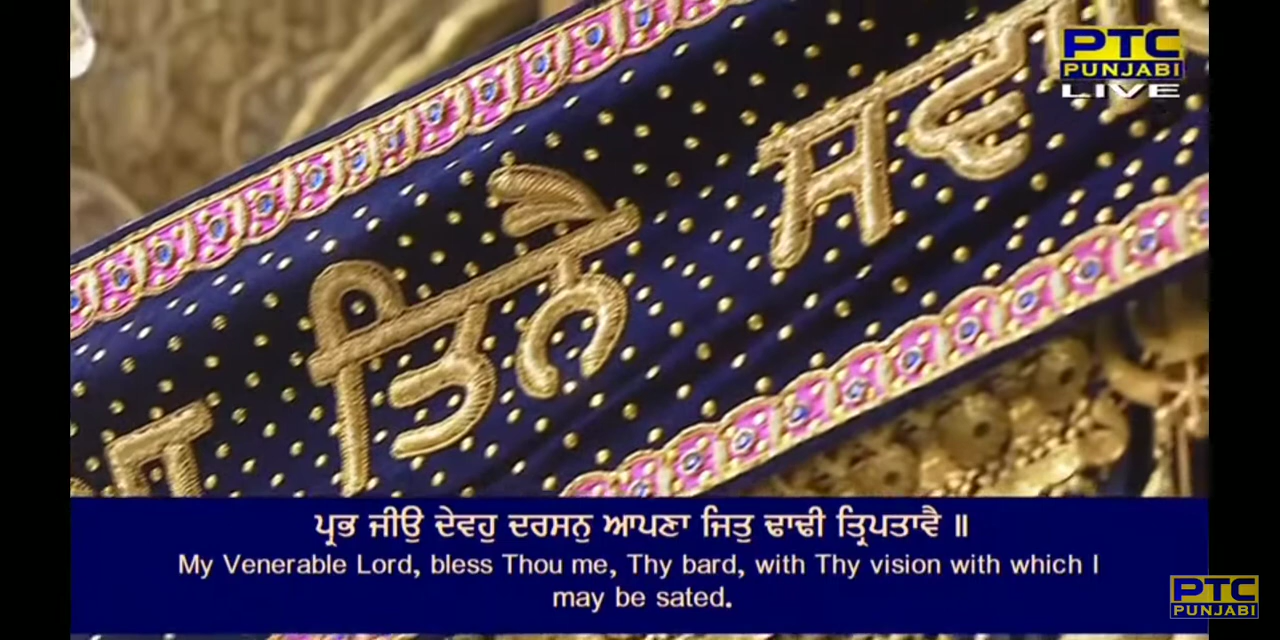 PTC
PUNJABI
LIVE
ਤਿਨੈ
ਪ੍ਰਭ ਜੀਉ ਦੇਵਹੁ ਦਰਸਨੁ ਆਪਣਾ ਜਿਤੁ ਢਾਢੀ ਤ੍ਰਿਪਤਾਵੈ ॥
My Venerable Lord, bless Thou me, Thy bard, with Thy vision with which I
may be sated.
PTC
PUNJABI